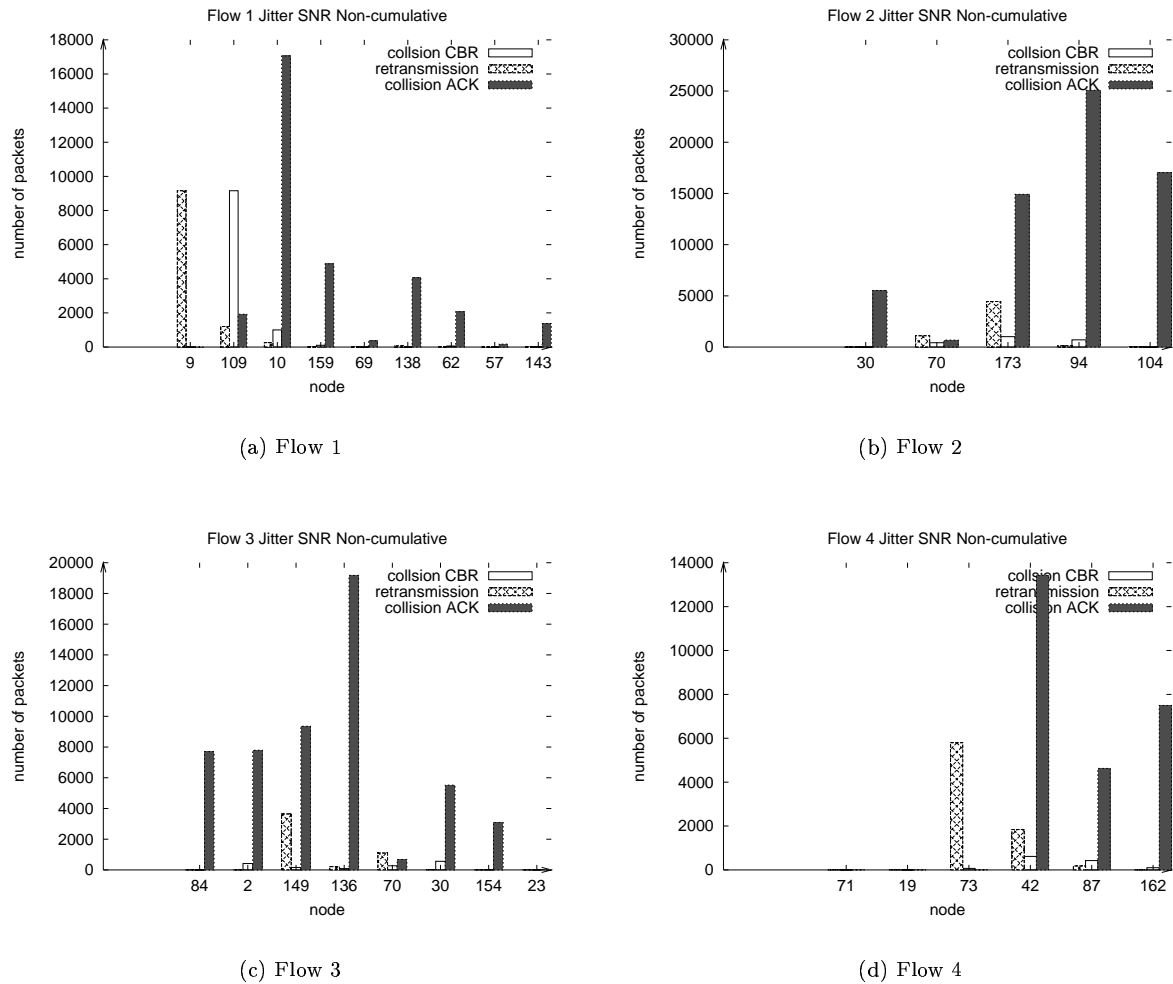 Flow 1 Jitter SNR Non-cumulative
18000
16000
14000
12000
10000
8000
6000
4000
2000
0
number of packets
collsion CBR
retransmission
collision ACK
9 109 10 159 69 138 62 57 143
node
(a) Flow 1
Flow 2 Jitter SNR Non-cumulative
30000
25000
20000
15000
10000
5000
0
number of packets
collsion CBR
retransmission
collision ACK
30 70 173 94 104
node
(b) Flow 2
Flow 3 Jitter SNR Non-cumulative
20000
18000
16000
14000
12000
10000
8000
6000
4000
2000
0
number of packets
collsion CBR
retransmission
collision ACK
84 2 149 136 70 30 154 23
node
(c) Flow 3
Flow 4 Jitter SNR Non-cumulative
14000
12000
10000
8000
6000
4000
2000
0
number of packets
collsion CBR
retransmission
collision ACK
71 19 73 42 87 162
node
(d) Flow 4